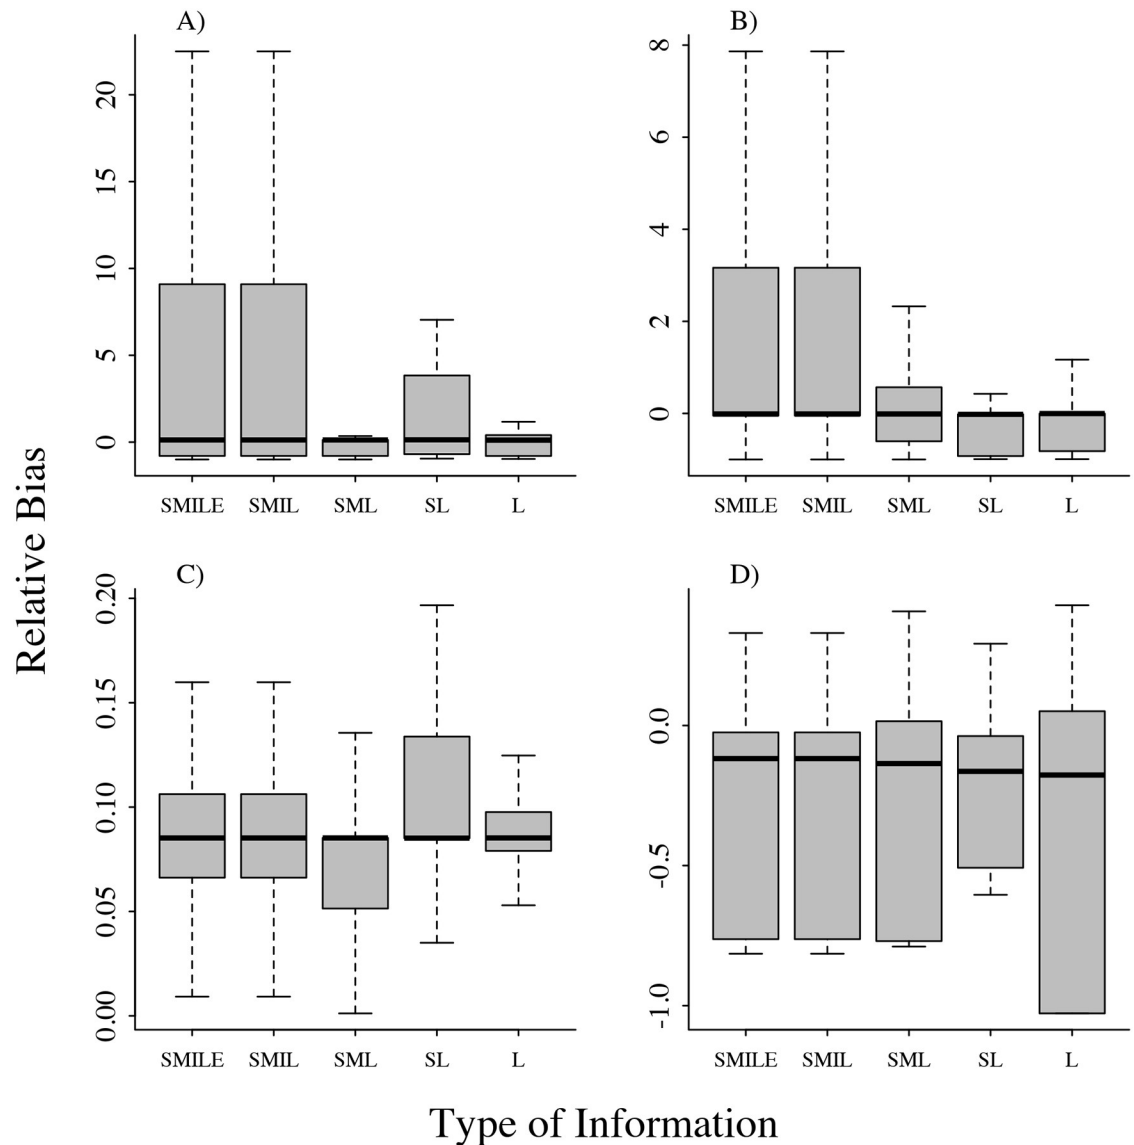 A)
20
15
10
5
0
SMILE SMIL SML SL L
B)
8
6
4
2
0
SMILE SMIL SML SL L
C)
0.20
0.15
0.10
0.05
0.00
SMILE SMIL SML SL L
D)
0.0
-0.5
-1.0
SMILE SMIL SML SL L
Relative Bias
Type of Information